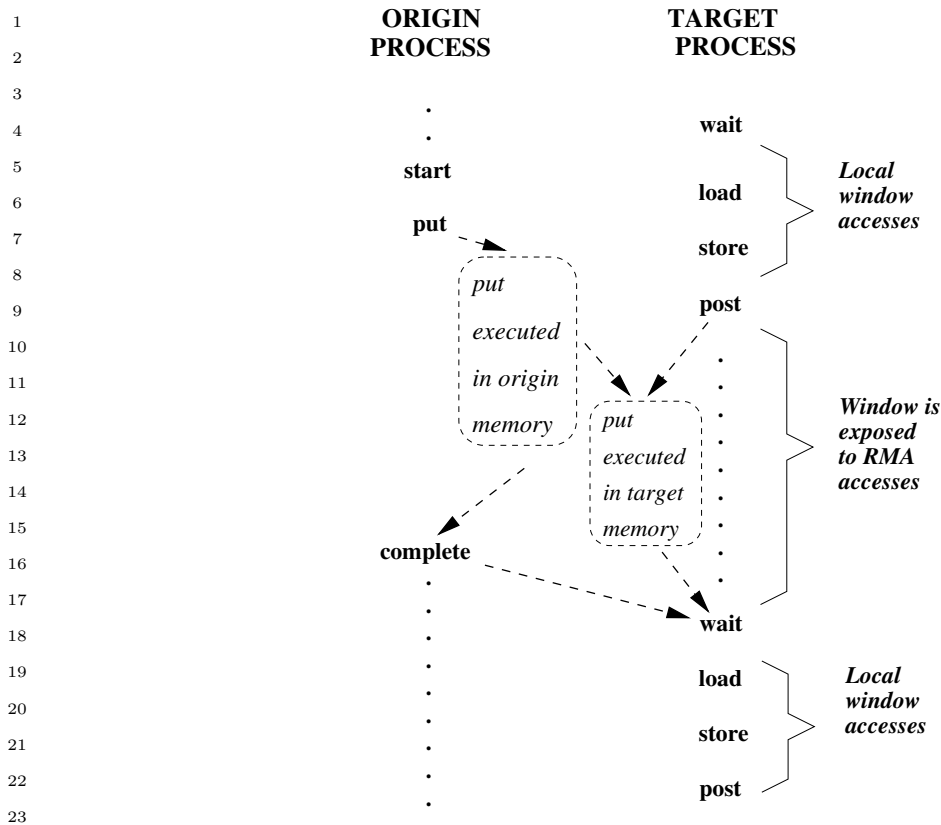 1
2
3
4
5
6
7
8
9
10
11
12
13
14
15
16
17
18
19
20
21
22
23
ORIGIN
PROCESS
start
put
put
executed
in origin
memory
complete
TARGET
PROCESS
wait
load
store
post
put
executed
in target
memory
wait
load
store
post
Local
window
accesses
Window is
exposed
to RMA
accesses
Local
window
accesses